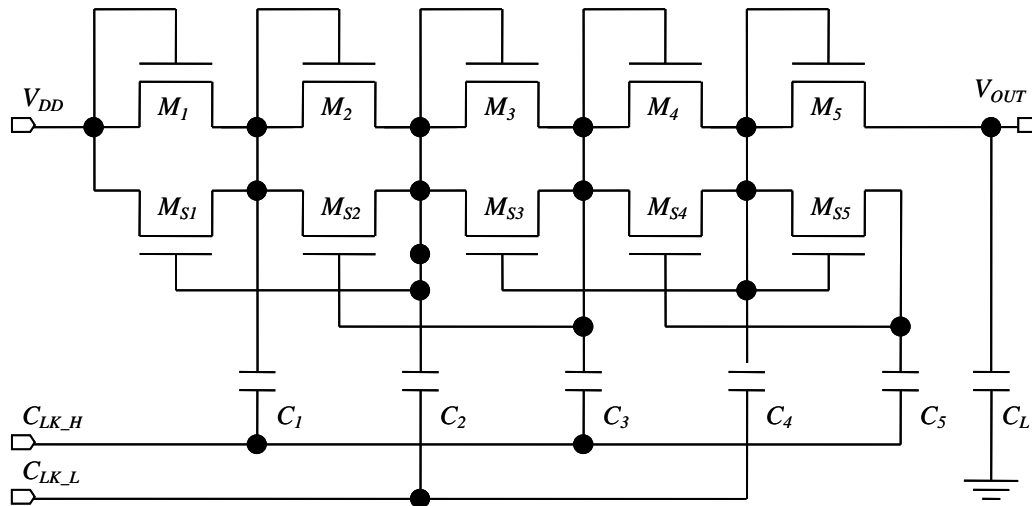 V_DD
V_OUT
M_1 M_2 M_3 M_4 M_5
M_S1 M_S2 M_S3 M_S4 M_S5
C_LK_H
C_1 C_2 C_3 C_4 C_5 C_L
C_LK_L